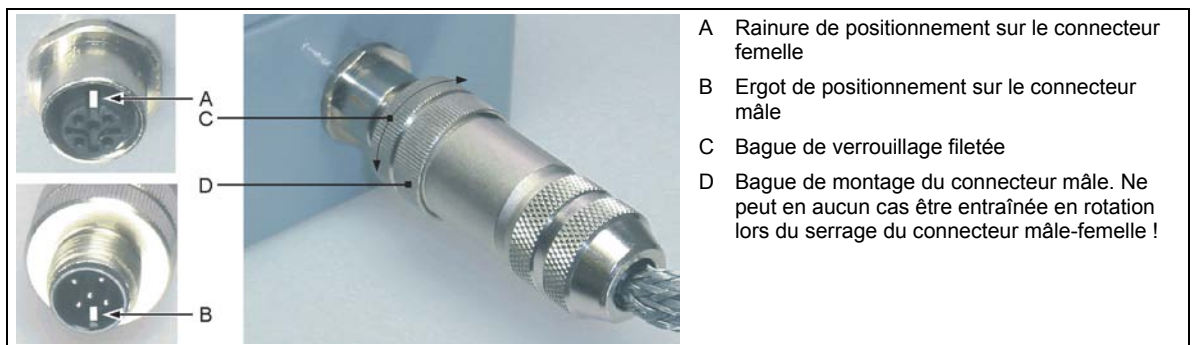 A
C
D
B
A Rainure de positionnement sur le connecteur
femelle
B Ergot de positionnement sur le connecteur
mâle
C Bague de verrouillage filetée
D Bague de montage du connecteur mâle. Ne
peut en aucun cas être entraînée en rotation
lors du serrage du connecteur mâle-femelle !